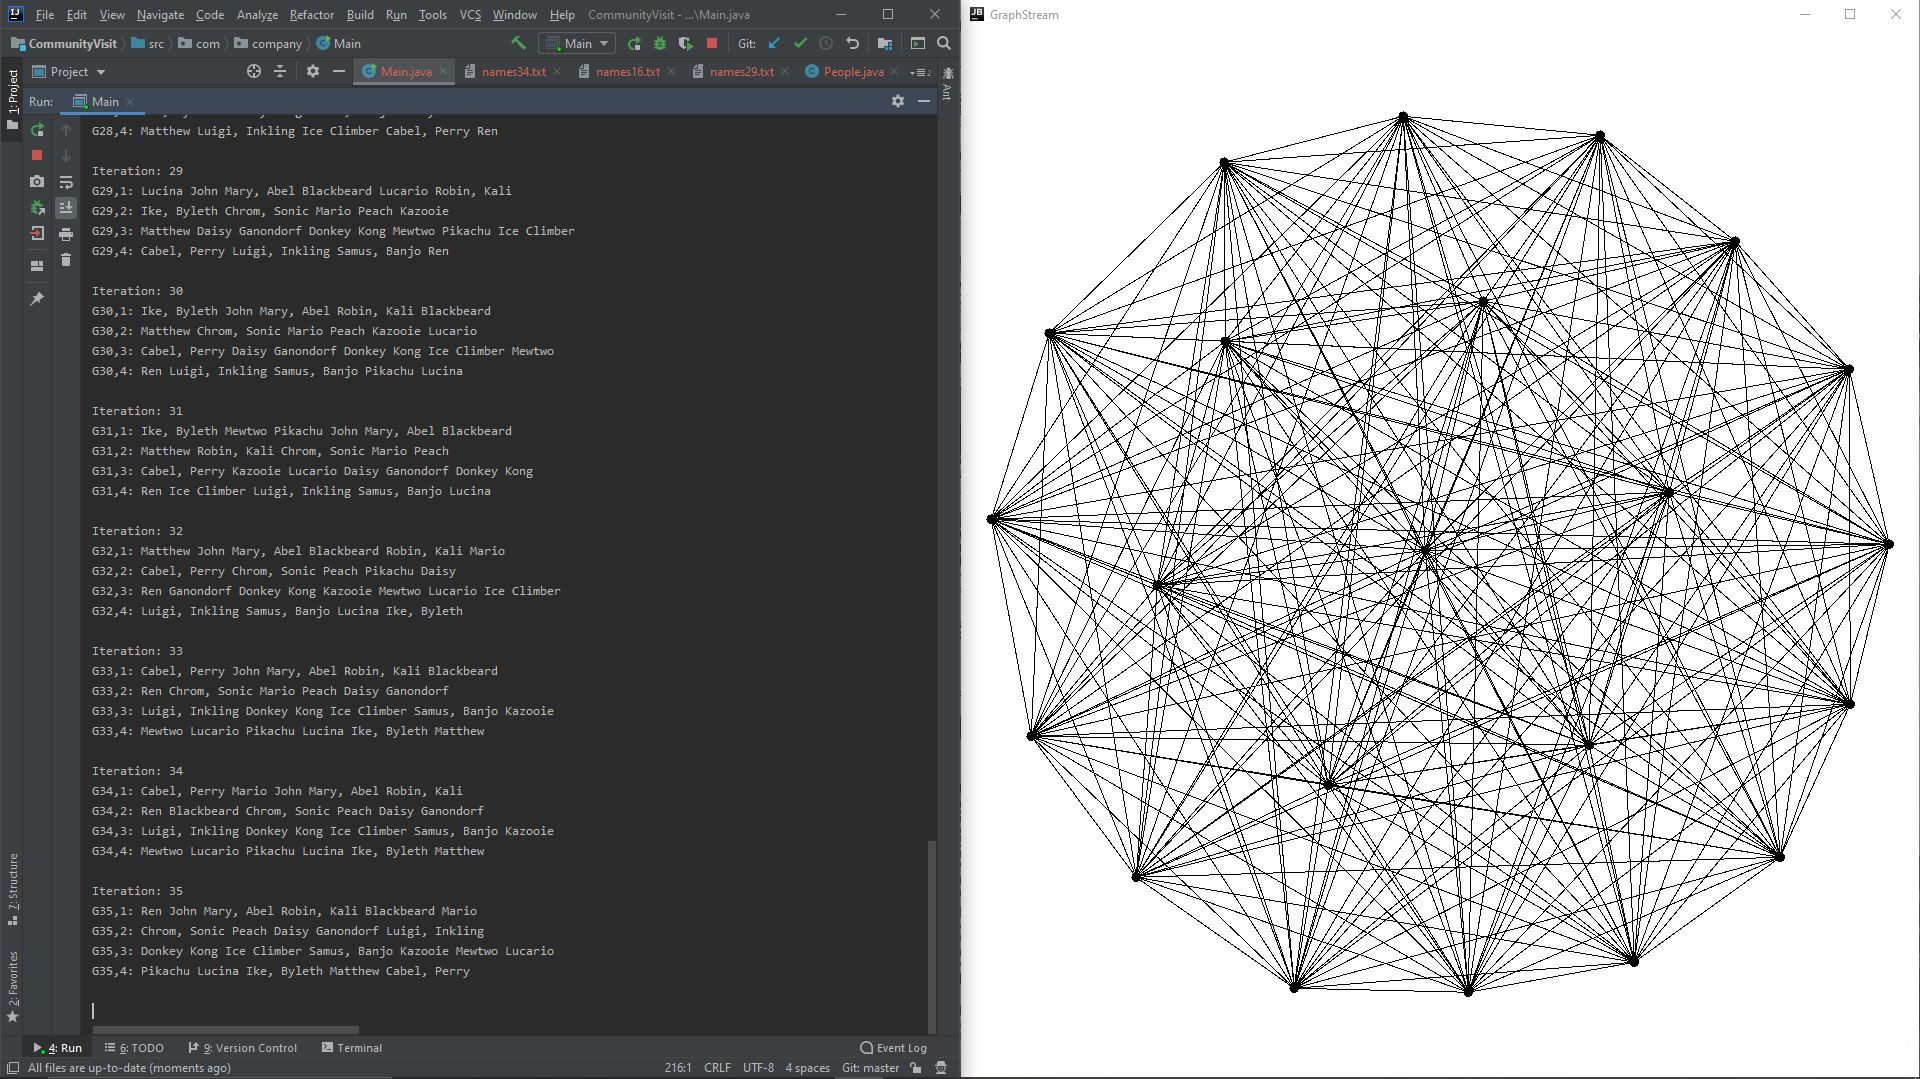 File Edit View Navigate Code Analyze Refactor Build Run Tools VCS Window Help CommunityVisit - ...\Main.java
GraphStream
CommunityVisit src com company Main
Main
Git:
Project
Main.java names34.txt names16.txt names29.txt People.java
2
1: Project
Ant
Run: Main
G28,4: Matthew Luigi, Inkling Ice Climber Cabel, Perry Ren
Iteration: 29
G29,1: Lucina John Mary, Abel Blackbeard Lucario Robin, Kali
G29,2: Ike, Byleth Chrom, Sonic Mario Peach Kazooie
G29,3: Matthew Daisy Ganondorf Donkey Kong Mewtwo Pikachu Ice Climber
G29,4: Cabel, Perry Luigi, Inkling Samus, Banjo Ren
Iteration: 30
G30,1: Ike, Byleth John Mary, Abel Robin, Kali Blackbeard
G30,2: Matthew Chrom, Sonic Mario Peach Kazooie Lucario
G30,3: Cabel, Perry Daisy Ganondorf Donkey Kong Ice Climber Mewtwo
G30,4: Ren Luigi, Inkling Samus, Banjo Pikachu Lucina
Iteration: 31
G31,1: Ike, Byleth Mewtwo Pikachu John Mary, Abel Blackbeard
G31,2: Matthew Robin, Kali Chrom, Sonic Mario Peach
G31,3: Cabel, Perry Kazooie Lucario Daisy Ganondorf Donkey Kong
G31,4: Ren Ice Climber Luigi, Inkling Samus, Banjo Lucina
Iteration: 32
G32,1: Matthew John Mary, Abel Blackbeard Robin, Kali Mario
G32,2: Cabel, Perry Chrom, Sonic Peach Pikachu Daisy
G32,3: Ren Ganondorf Donkey Kong Kazooie Mewtwo Lucario Ice Climber
G32,4: Luigi, Inkling Samus, Banjo Lucina Ike, Byleth
Iteration: 33
G33,1: Cabel, Perry John Mary, Abel Robin, Kali Blackbeard
G33,2: Ren Chrom, Sonic Mario Peach Daisy Ganondorf
G33,3: Luigi, Inkling Donkey Kong Ice Climber Samus, Banjo Kazooie
G33,4: Mewtwo Lucario Pikachu Lucina Ike, Byleth Matthew
Iteration: 34
G34,1: Cabel, Perry Mario John Mary, Abel Robin, Kali
G34,2: Ren Blackbeard Chrom, Sonic Peach Daisy Ganondorf
G34,3: Luigi, Inkling Donkey Kong Ice Climber Samus, Banjo Kazooie
G34,4: Mewtwo Lucario Pikachu Lucina Ike, Byleth Matthew
Iteration: 35
G35,1: Ren John Mary, Abel Robin, Kali Blackbeard Mario
G35,2: Chrom, Sonic Peach Daisy Ganondorf Luigi, Inkling
G35,3: Donkey Kong Ice Climber Samus, Banjo Kazooie Mewtwo Lucario
G35,4: Pikachu Lucina Ike, Byleth Matthew Cabel, Perry
7: Structure
2: Favorites
4: Run 6: TODO 9: Version Control Terminal Event Log
All files are up-to-date (moments ago) 216:1 CRLF UTF-8 4 spaces Git: master